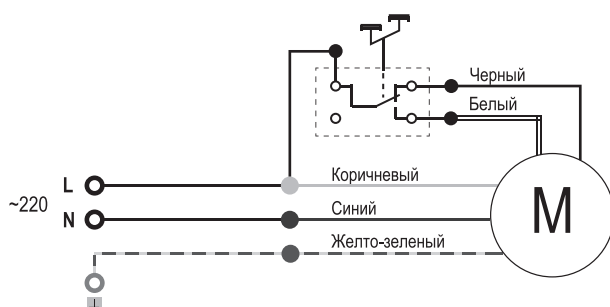 Черный
Белый
L
Коричневый
~220
N
Синий
M
Желто-зеленый